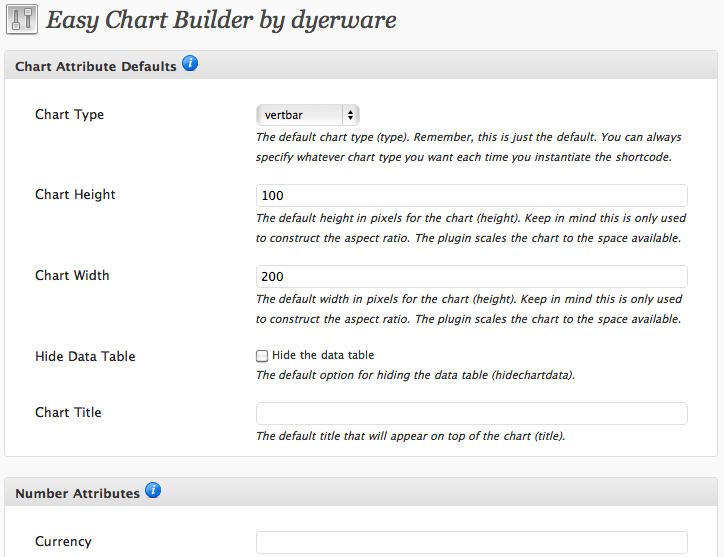 Easy Chart Builder by dyerware
Chart Attribute Defaults
Chart Type
vertbar
The default chart type (type). Remember, this is just the default. You can always
specify whatever chart type you want each time you instantiate the shortcode.
Chart Height
100
The default height in pixels for the chart (height). Keep in mind this is only used
to construct the aspect ratio. The plugin scales the chart to the space available.
Chart Width
200
The default width in pixels for the chart (height). Keep in mind this is only used
to construct the aspect ratio. The plugin scales the chart to the space available.
Hide Data Table
Hide the data table
The default option for hiding the data table (hidechartdata).
Chart Title
The default title that will appear on top of the chart (title).
Number Attributes
Currency